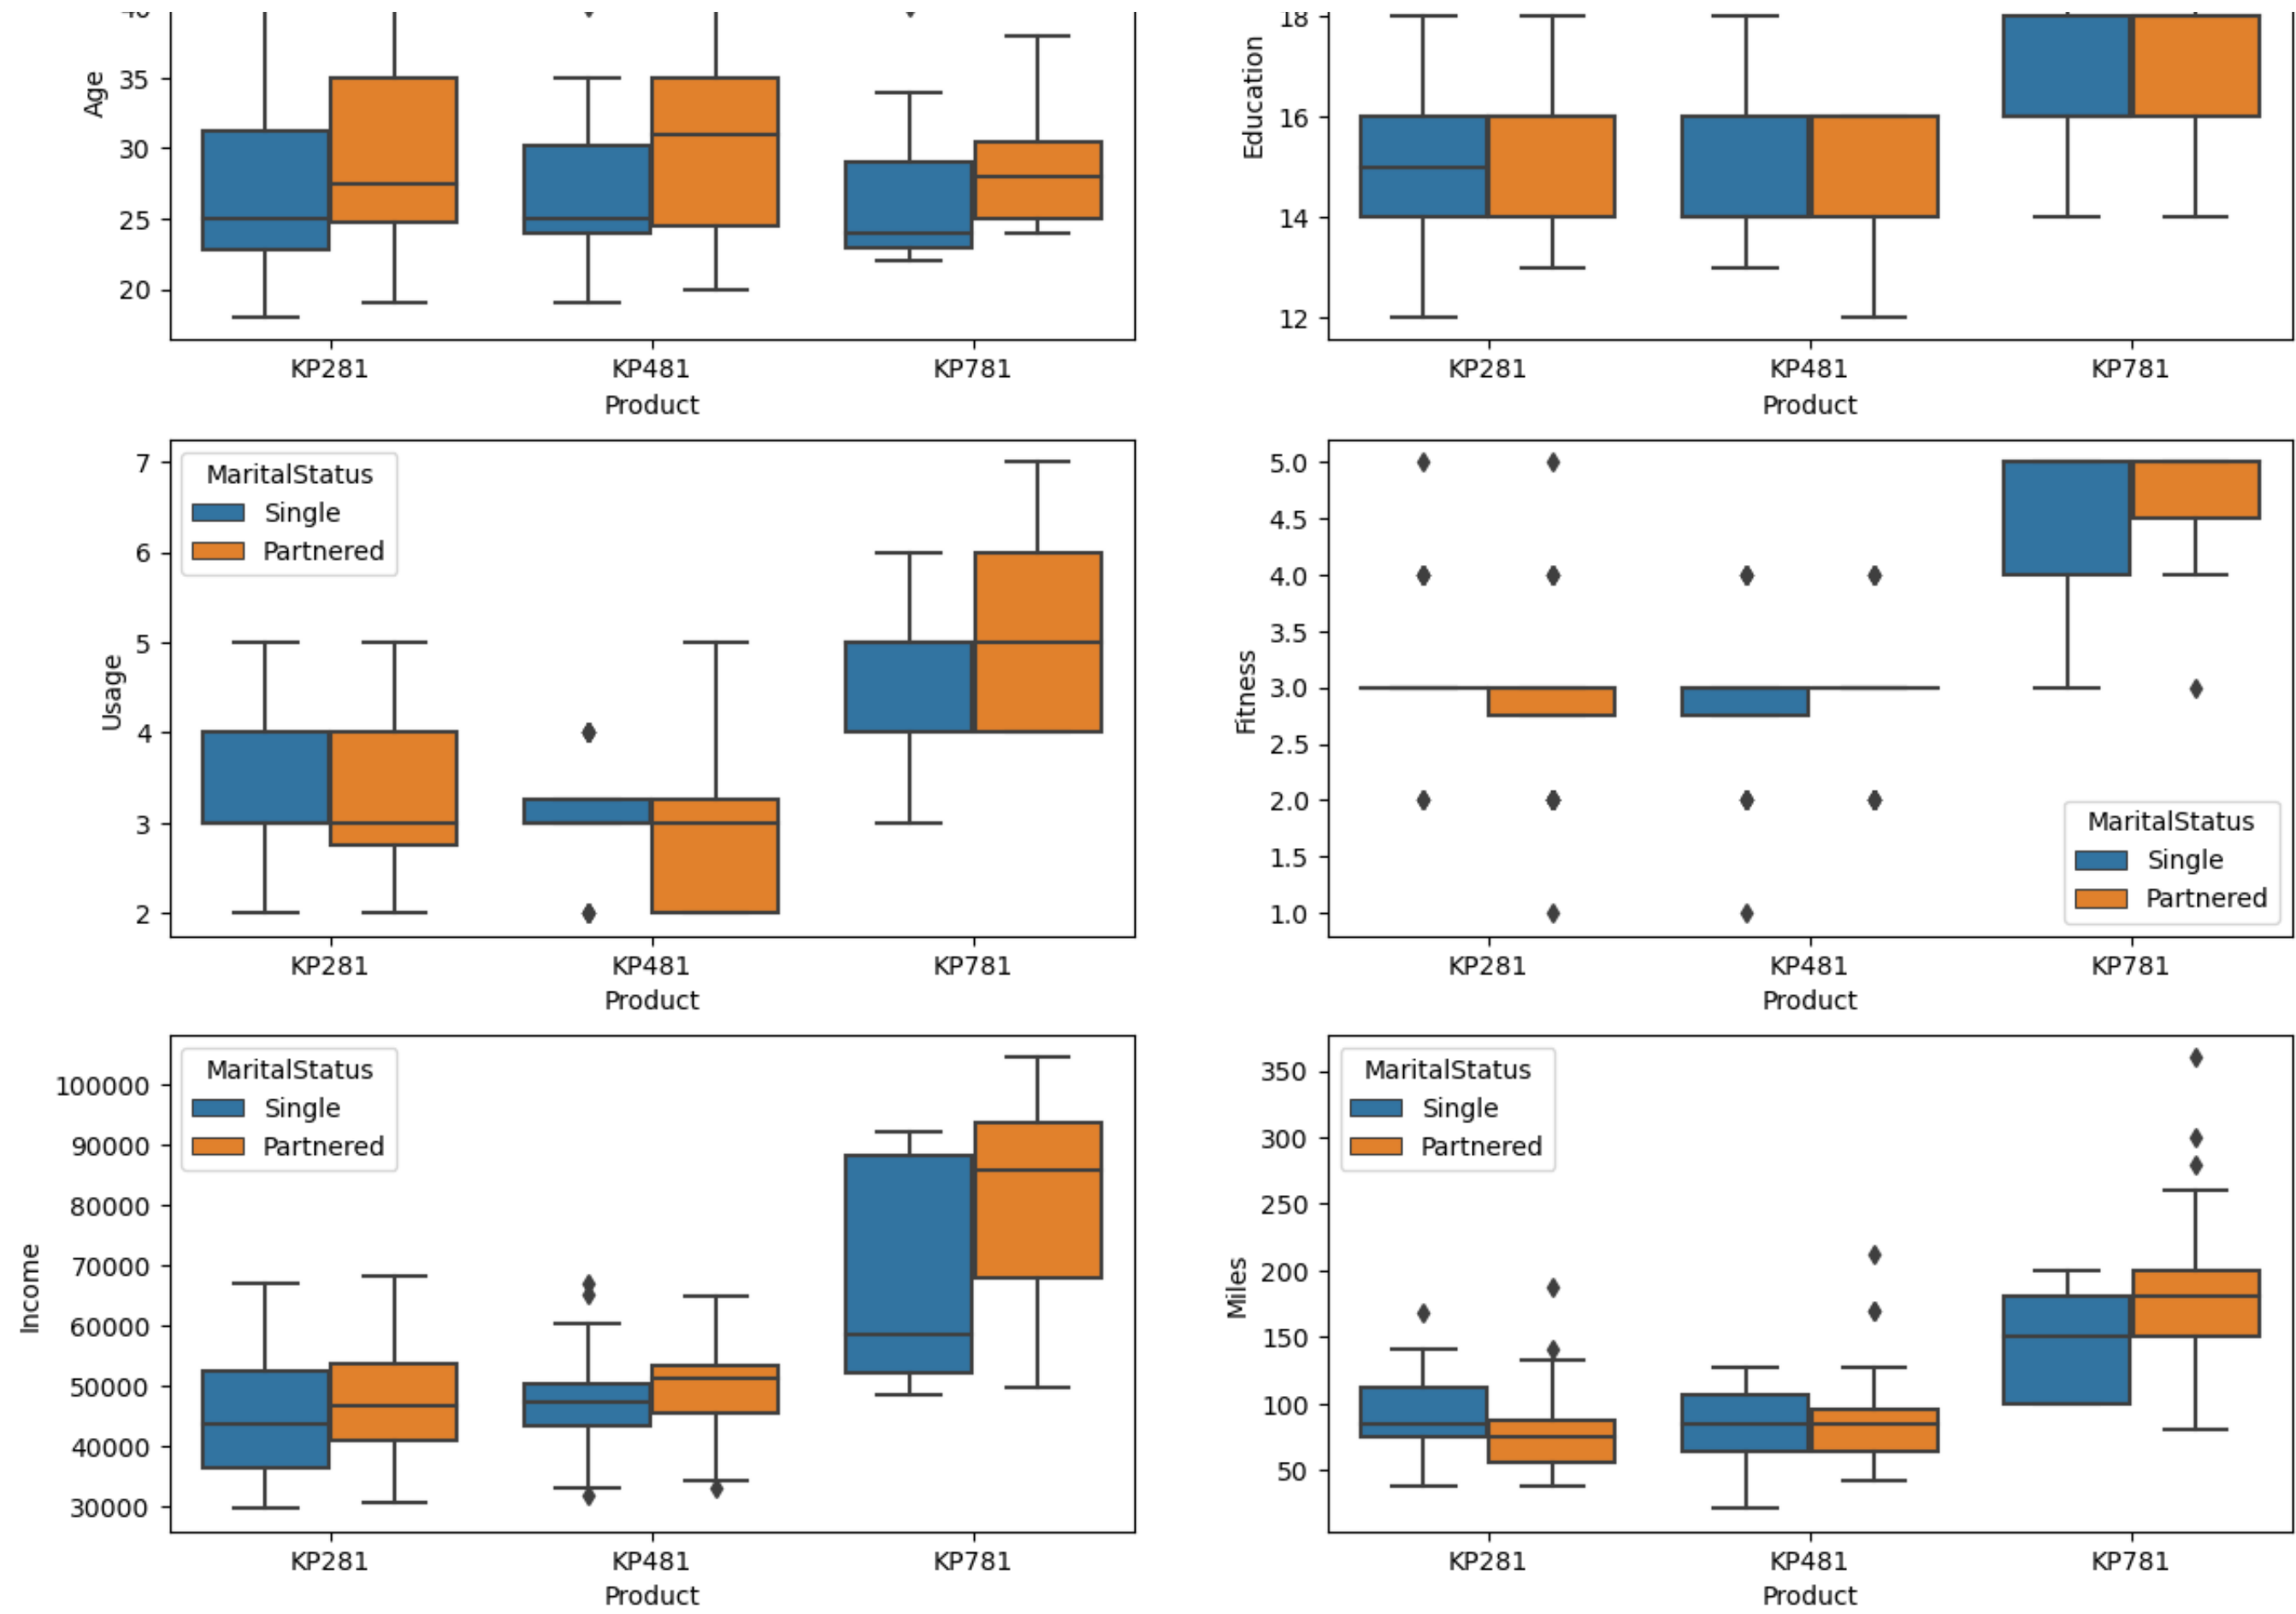 40
35
30
25
20
Age
KP281 KP481 KP781
Product
18
16
14
12
Education
KP281 KP481 KP781
Product
MaritalStatus
Single
Partnered
7
6
5
4
3
2
Usage
KP281 KP481 KP781
Product
5.0
4.5
4.0
3.5
3.0
2.5
2.0
1.5
1.0
Fitness
MaritalStatus
Single
Partnered
KP281 KP481 KP781
Product
MaritalStatus
Single
Partnered
100000
90000
80000
70000
60000
50000
40000
30000
Income
KP281 KP481 KP781
Product
MaritalStatus
Single
Partnered
350
300
250
200
150
100
50
Miles
KP281 KP481 KP781
Product